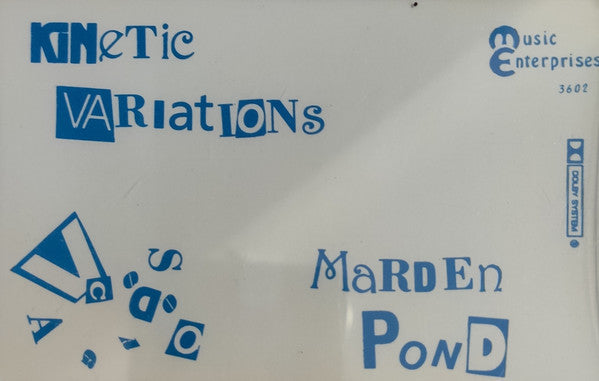 KiNeTic
VARIatIONs
Music
Enterprises
3602
DOLBY SYSTEM
MaRDEn
PonD